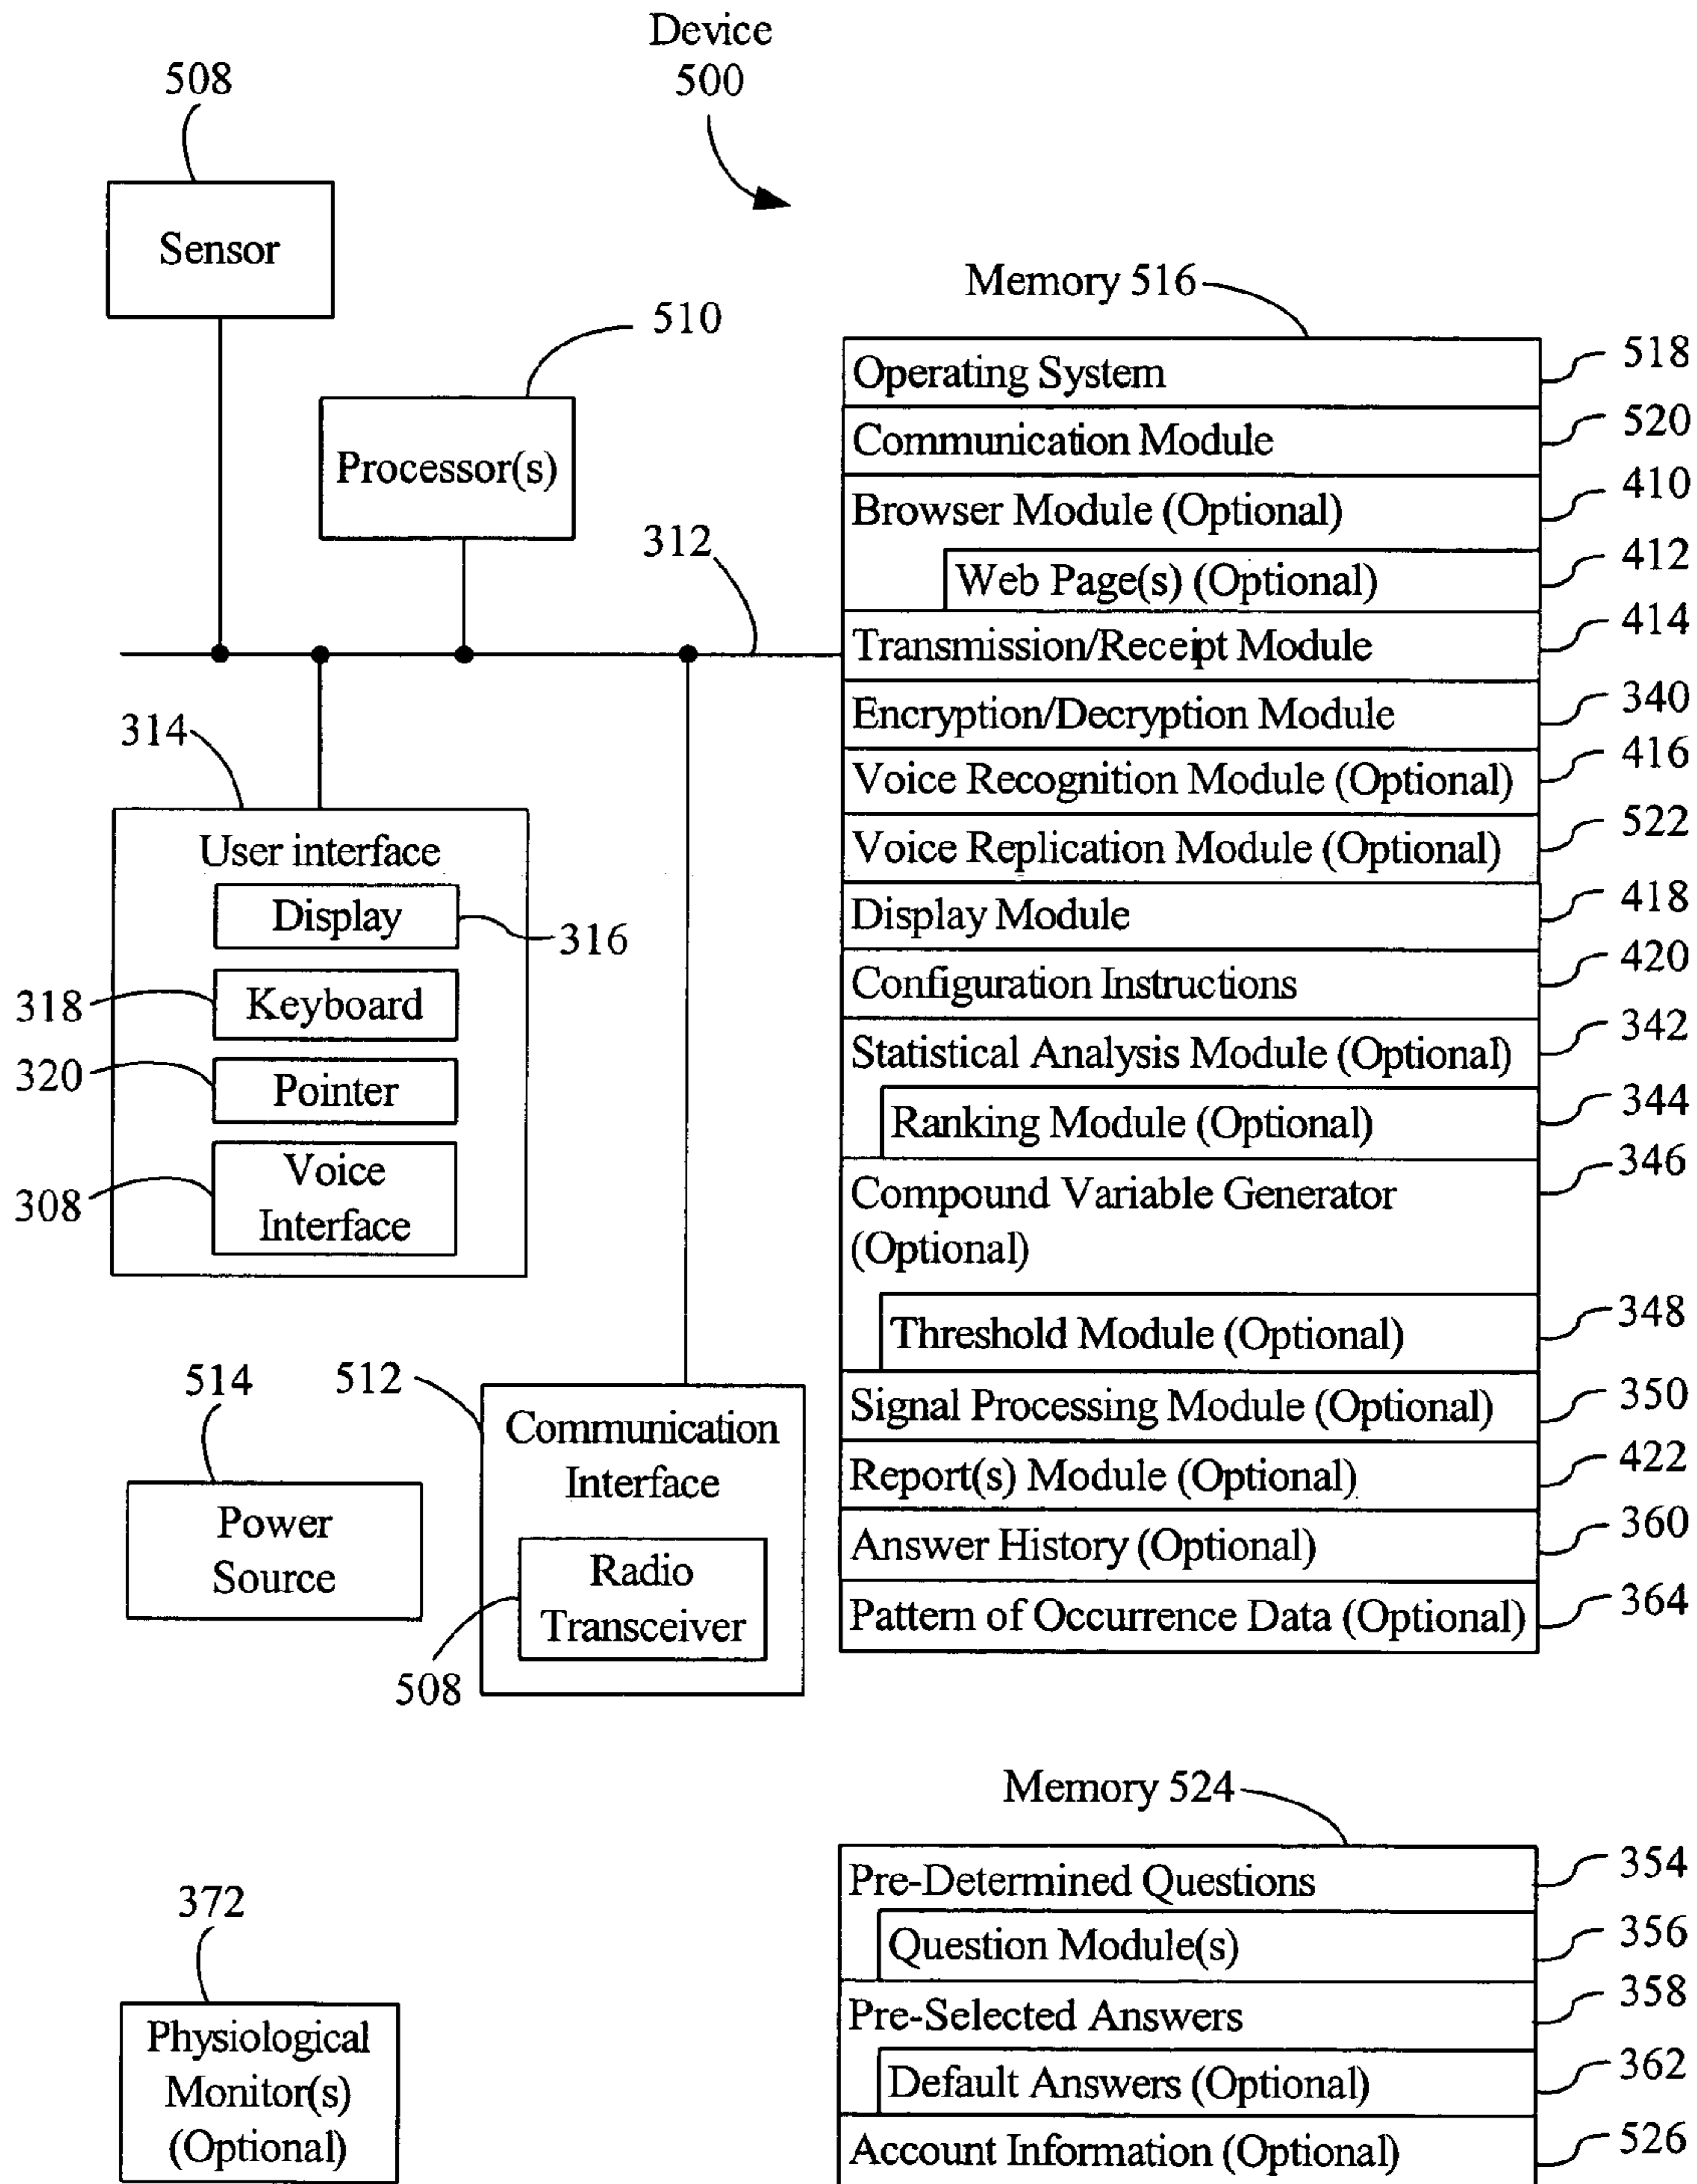 Device
500
508
Sensor
510
Processor(s)
312
314
User interface
Display
316
318
Keyboard
320
Pointer
308
Voice
Interface
514
Power
Source
512
Communication
Interface
Radio
Transceiver
508
Memory 516
Operating System
518
Communication Module
520
Browser Module (Optional)
410
Web Page(s) (Optional)
412
Transmission/Receipt Module
414
Encryption/Decryption Module
340
Voice Recognition Module (Optional)
416
Voice Replication Module (Optional)
522
Display Module
418
Configuration Instructions
420
Statistical Analysis Module (Optional)
342
Ranking Module (Optional)
344
Compound Variable Generator
(Optional)
346
Threshold Module (Optional)
348
Signal Processing Module (Optional)
350
Report(s) Module (Optional)
422
Answer History (Optional)
360
Pattern of Occurrence Data (Optional)
364
372
Physiological
Monitor(s)
(Optional)
Memory 524
Pre-Determined Questions
354
Question Module(s)
356
Pre-Selected Answers
358
Default Answers (Optional)
362
Account Information (Optional)
526